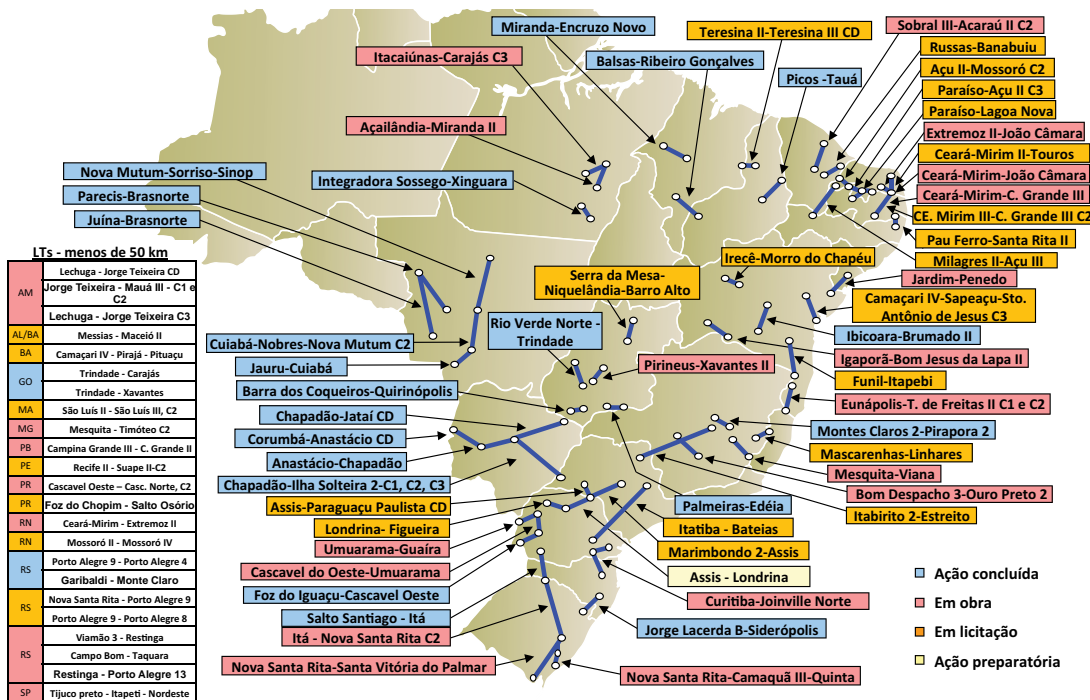 Miranda-Encruzo Novo
Teresina II-Teresina III CD
Sobral III-Acaraú II C2
Itacaiúnas-Carajás C3
Balsas-Ribeiro Gonçalves
Russas-Banabuiu
Picos -Tauá
Açu II-Mossoró C2
Paraíso-Açu II C3
Paraíso-Lagoa Nova
Açailândia-Miranda II
Extremoz II-João Câmara
Ceará-Mirim II-Touros
Nova Mutum-Sorriso-Sinop
Integradora Sossego-Xinguara
Ceará-Mirim-João Câmara
Parecis-Brasnorte
Ceará-Mirim-C. Grande III
Juína-Brasnorte
CE. Mirim III-C. Grande III C2
Pau Ferro-Santa Rita II
Milagres II-Açu III
Irecê-Morro do Chapéu
Serra da Mesa-
Niquelândia-Barro Alto
Jardim-Penedo
Camaçari IV-Sapeaçu-Sto.
Antônio de Jesus C3
Rio Verde Norte -
Trindade
Ibicoara-Brumado II
Cuiabá-Nobres-Nova Mutum C2
Igaporã-Bom Jesus da Lapa II
Jauru-Cuiabá
Pirineus-Xavantes II
Funil-Itapebi
Barra dos Coqueiros-Quirinópolis
Eunápolis-T. de Freitas II C1 e C2
Chapadão-Jataí CD
Montes Claros 2-Pirapora 2
Corumbá-Anastácio CD
Mascarenhas-Linhares
Anastácio-Chapadão
Mesquita-Viana
Chapadão-Ilha Solteira 2-C1, C2, C3
Bom Despacho 3-Ouro Preto 2
Assis-Paraguaçu Paulista CD
Palmeiras-Edéia
Itabirito 2-Estreito
Londrina- Figueira
Itatiba - Bateias
Umuarama-Guaíra
Marimbondo 2-Assis
Cascavel do Oeste-Umuarama
Assis - Londrina
Foz do Iguaçu-Cascavel Oeste
Curitiba-Joinville Norte
Salto Santiago - Itá
Jorge Lacerda B-Siderópolis
Itá - Nova Santa Rita C2
Nova Santa Rita-Santa Vitória do Palmar
Nova Santa Rita-Camaquã III-Quinta
LTs - menos de 50 km
AM
Lechuga - Jorge Teixeira CD
Jorge Teixeira - Mauá III - C1 e
C2
Lechuga - Jorge Teixeira C3
AL/BA Messias - Maceió II
BA Camaçari IV - Pirajá - Pituaçu
GO
Trindade - Carajás
Trindade - Xavantes
MA São Luís II - São Luís III, C2
MG Mesquita - Timóteo C2
PB Campina Grande III - C. Grande II
PE Recife II - Suape II-C2
PR Cascavel Oeste – Casc. Norte, C2
PR Foz do Chopim - Salto Osório
RN Ceará-Mirim - Extremoz II
RN Mossoró II - Mossoró IV
RS
Porto Alegre 9 - Porto Alegre 4
Garibaldi - Monte Claro
RS
Nova Santa Rita - Porto Alegre 9
Porto Alegre 9 - Porto Alegre 8
RS
Viamão 3 - Restinga
Campo Bom - Taquara
Restinga - Porto Alegre 13
SP Tijuco preto - Itapeti - Nordeste
Ação concluída
Em obra
Em licitação
Ação preparatória